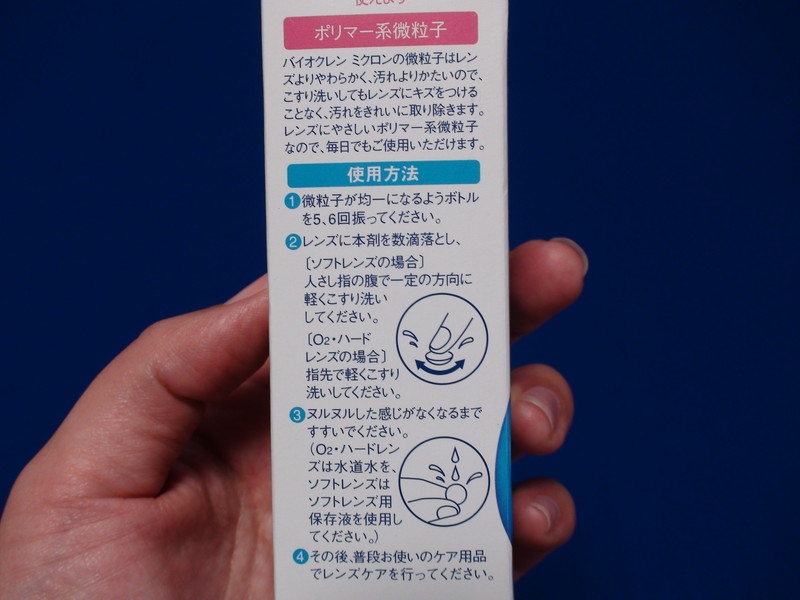 ポリマー系微粒子
バイオクレン ミクロンの微粒子はレン
ズよりやわらかく、汚れよりかたいので、
こすり洗いしてもレンズにキズをつける
ことなく、汚れをきれいに取り除きます。
レンズにやさしいポリマー系微粒子
なので、毎日でもご使用いただけます。
使用方法
1 微粒子が均一になるようボトル
を5、6回振ってください。
2 レンズに本剤を数滴落とし、
〔ソフトレンズの場合〕
人さし指の腹で一定の方向に
軽くこすり洗い
してください。
〔O2・ハード
レンズの場合〕
指先で軽くこすり
洗いしてください。
3 ヌルヌルした感じがなくなるまで
すすいでください。
（O2・ハードレン
ズは水道水を、
ソフトレンズは
ソフトレンズ用
保存液を使用し
てください。）
4 その後、普段お使いのケア用品
でレンズケアを行ってください。